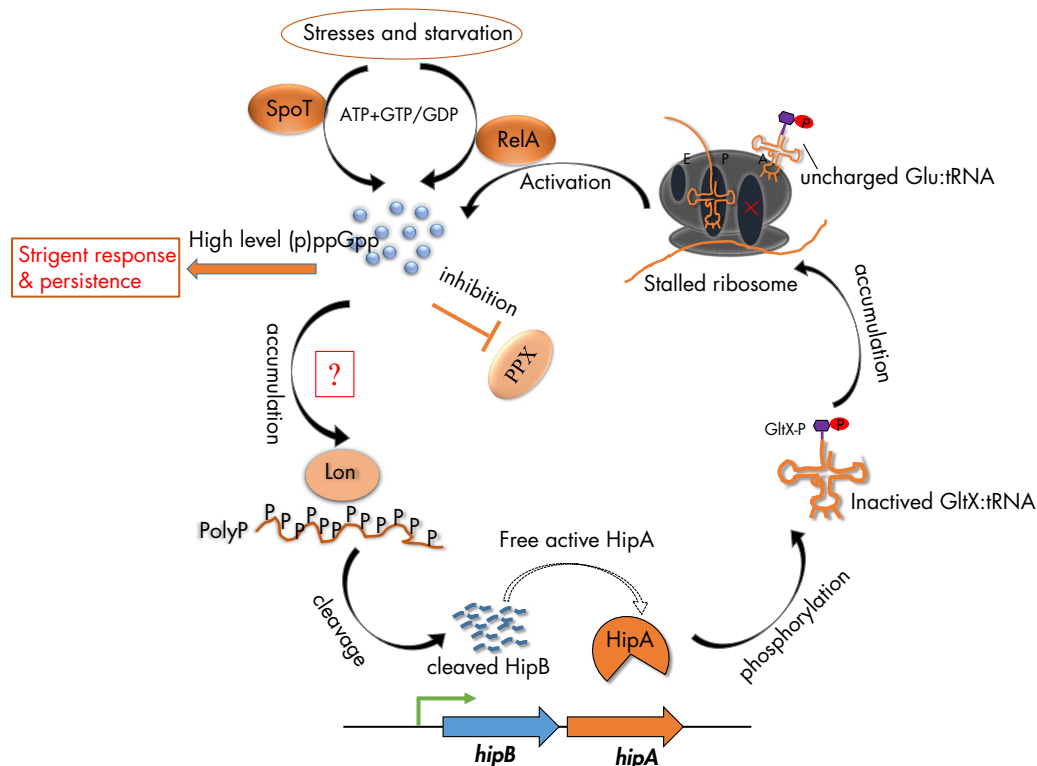 Stresses and starvation
SpoT
ATP+GTP/GDP
RelA
Activation
E P A
P
uncharged Glu:tRNA
Stalled ribosome
High level (p)ppGpp
Strigent response
& persistence
inhibition
PPX
accumulation
?
accumulation
Lon
PolyP
P P P P P P P P P P P
GltX-P
P
Inactived GltX:tRNA
Free active HipA
cleavage
cleaved HipB
HipA
phosphorylation
hipB
hipA